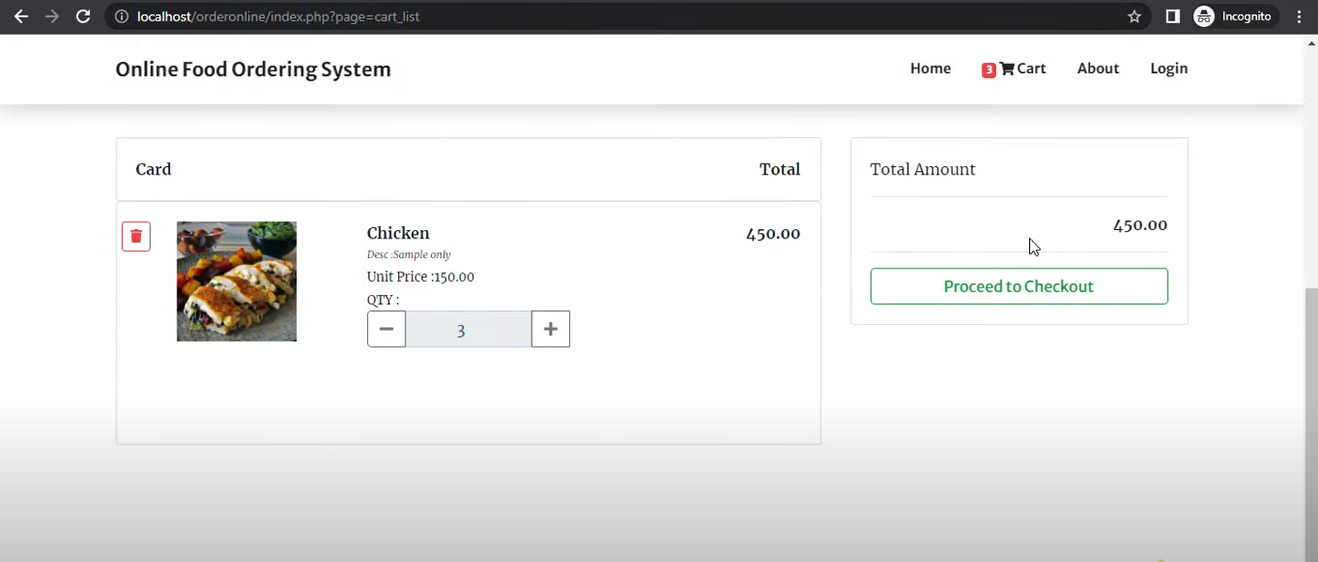 localhost/orderonline/index.php?page=cart_list
Incognito
Online Food Ordering System
Home
3 Cart
About
Login
Card
Total
Total Amount
Chicken
450.00
450.00
Desc :Sample only
Unit Price :150.00
QTY :
3
Proceed to Checkout